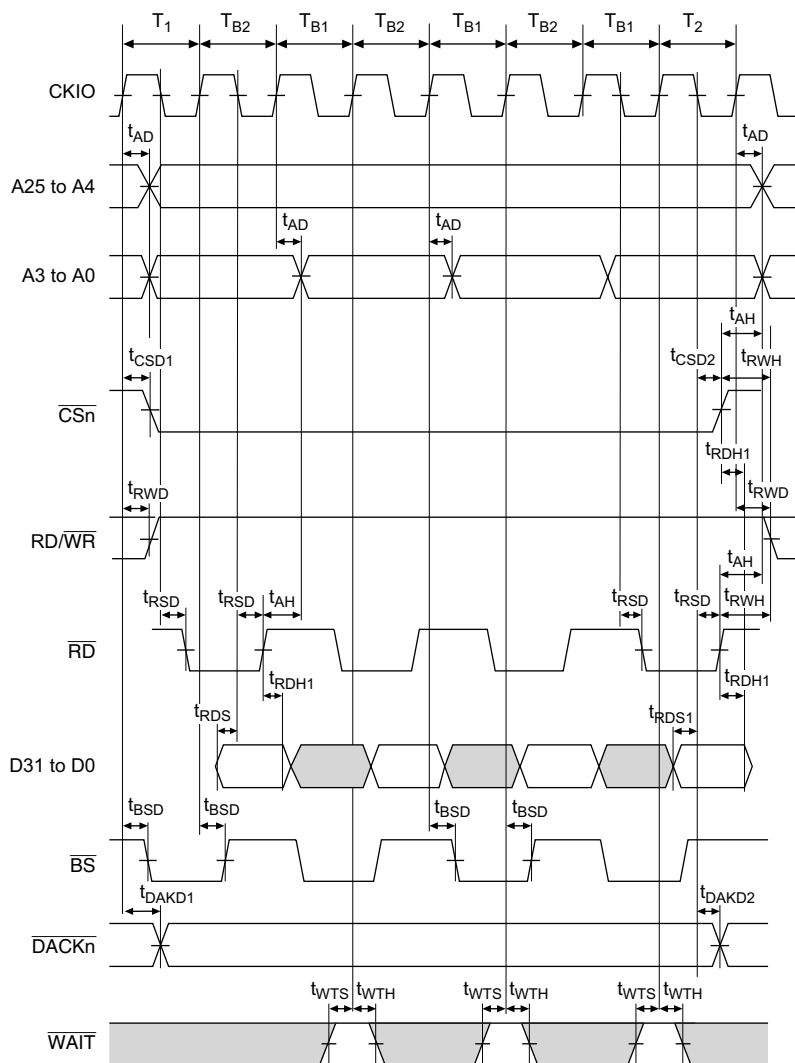 T1 TB2 TB1 TB2 TB1 TB2 TB1 T2
CKIO
tAD tAD
A25 to A4
tAD tAD
A3 to A0
tAH
tCSD1 tCSD2 tRWH
CSn
tRDH1
tRWD tRWD
RD/WR
tAH
tRSD tRSD tAH tRSD tRSD tRWH
RD
tRDH1 tRDH1
tRDS tRDS1
D31 to D0
tBSD tBSD tBSD tBSD
BS
tDAKD1 tDAKD2
DACKn
tWTS tWTH tWTS tWTH tWTS tWTH
WAIT